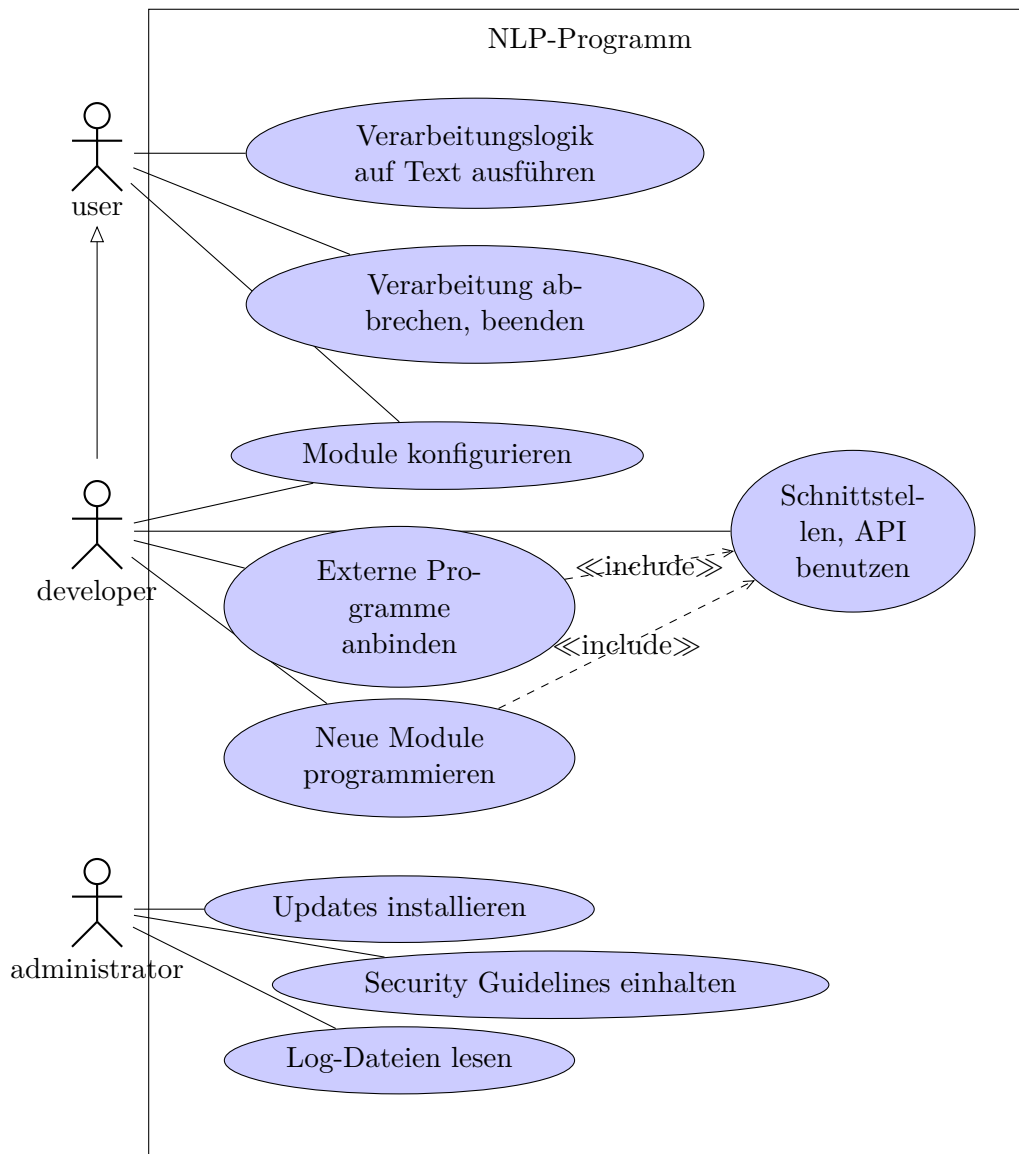 NLP-Programm
Verarbeitungslogik
auf Text ausführen
user
Verarbeitung ab-
brechen, beenden
Module konfigurieren
Schnittstel-
len, API
benutzen
developer
Externe Pro-
gramme
anbinden
≪include≫
≪include≫
Neue Module
programmieren
administrator
Updates installieren
Security Guidelines einhalten
Log-Dateien lesen